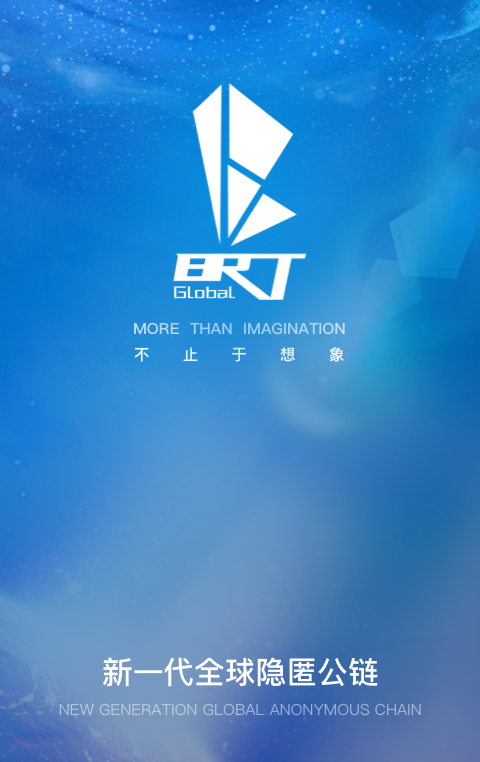 BRT
Global
MORE THAN IMAGINATION
不止于想象
新一代全球隐匿公链
NEW GENERATION GLOBAL ANONYMOUS CHAIN